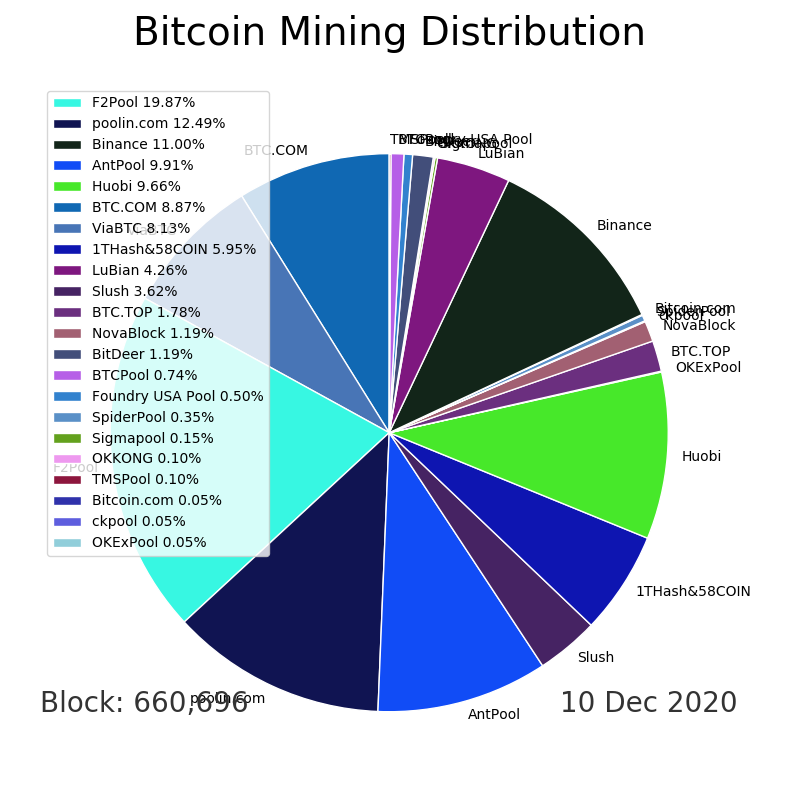 Bitcoin Mining Distribution
F2Pool 19.87%
poolin.com 12.49%
Binance 11.00%
AntPool 9.91%
Huobi 9.66%
BTC.COM 8.87%
ViaBTC 8.13%
1THash&58COIN 5.95%
LuBian 4.26%
Slush 3.62%
BTC.TOP 1.78%
NovaBlock 1.19%
BitDeer 1.19%
BTCPool 0.74%
Foundry USA Pool 0.50%
SpiderPool 0.35%
Sigmapool 0.15%
OKKONG 0.10%
TMSPool 0.10%
Bitcoin.com 0.05%
ckpool 0.05%
OKExPool 0.05%
BTC.COM
LuBian
Binance
Bitcoin.com
SpiderPool
ckpool
NovaBlock
BTC.TOP
OKExPool
Huobi
F2Pool
1THash&58COIN
Slush
poolin.com
AntPool
Block: 660,696
10 Dec 2020